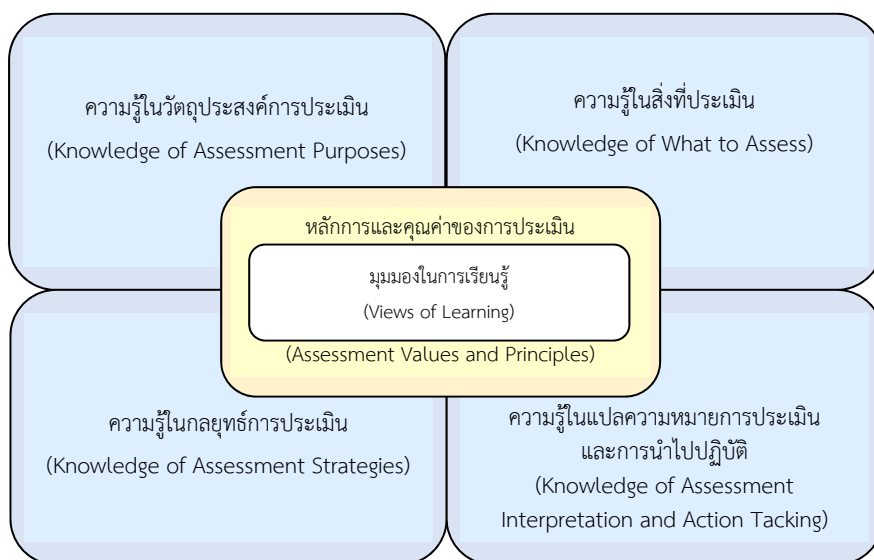 ความรู้ในวัตถุประสงค์การประเมิน
(Knowledge of Assessment Purposes)
ความรู้ในสิ่งที่ประเมิน
(Knowledge of What to Assess)
หลักการและคุณค่าของการประเมิน
มุมมองในการเรียนรู้
(Views of Learning)
(Assessment Values and Principles)
ความรู้ในกลยุทธ์การประเมิน
(Knowledge of Assessment Strategies)
ความรู้ในแปลความหมายการประเมิน
และการนำไปปฏิบัติ
(Knowledge of Assessment
Interpretation and Action Tacking)